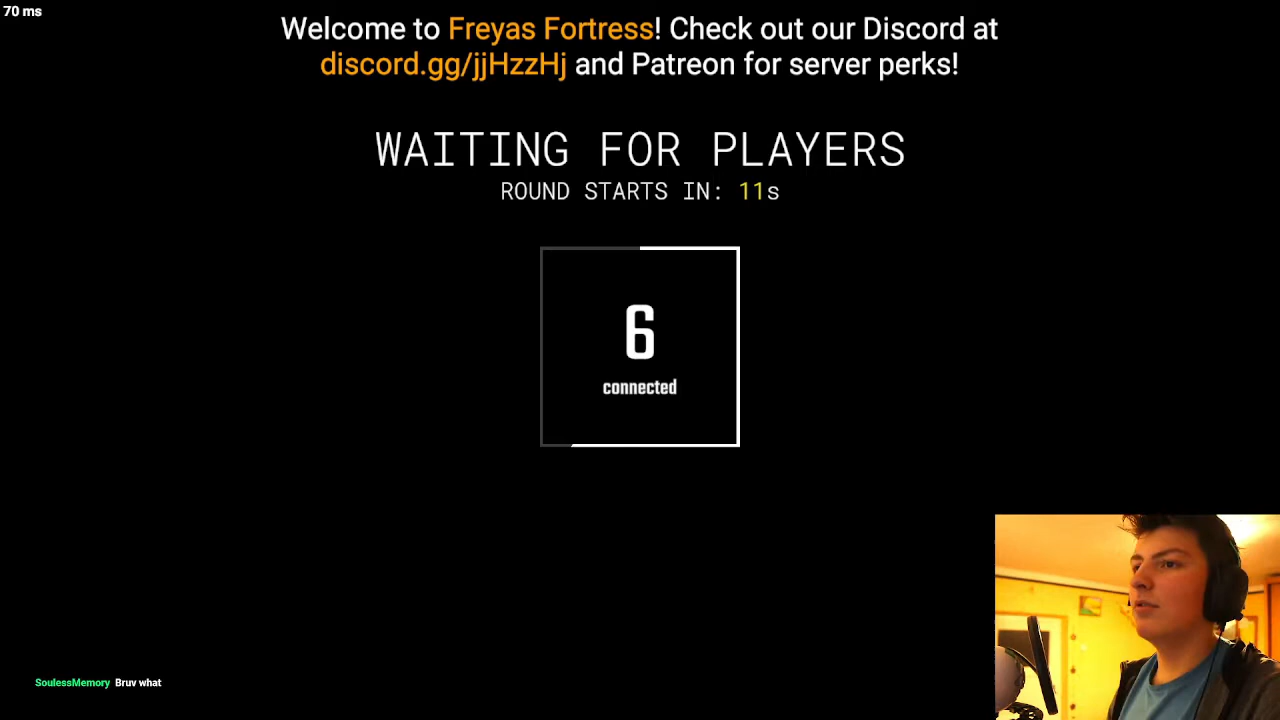 70 ms
Welcome to Freyas Fortress! Check out our Discord at
discord.gg/jjHzzHj and Patreon for server perks!
WAITING FOR PLAYERS
ROUND STARTS IN: 11s
6
connected
SoulessMemory Bruv what